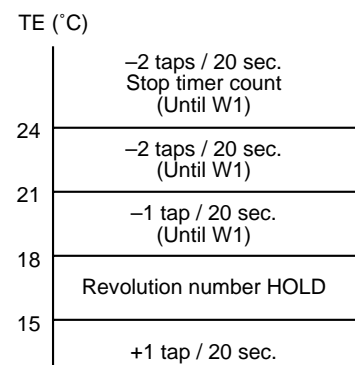 TE (˚C)
–2 taps / 20 sec.
Stop timer count
(Until W1)
24
–2 taps / 20 sec.
(Until W1)
21
–1 tap / 20 sec.
(Until W1)
18
Revolution number HOLD
15
+1 tap / 20 sec.